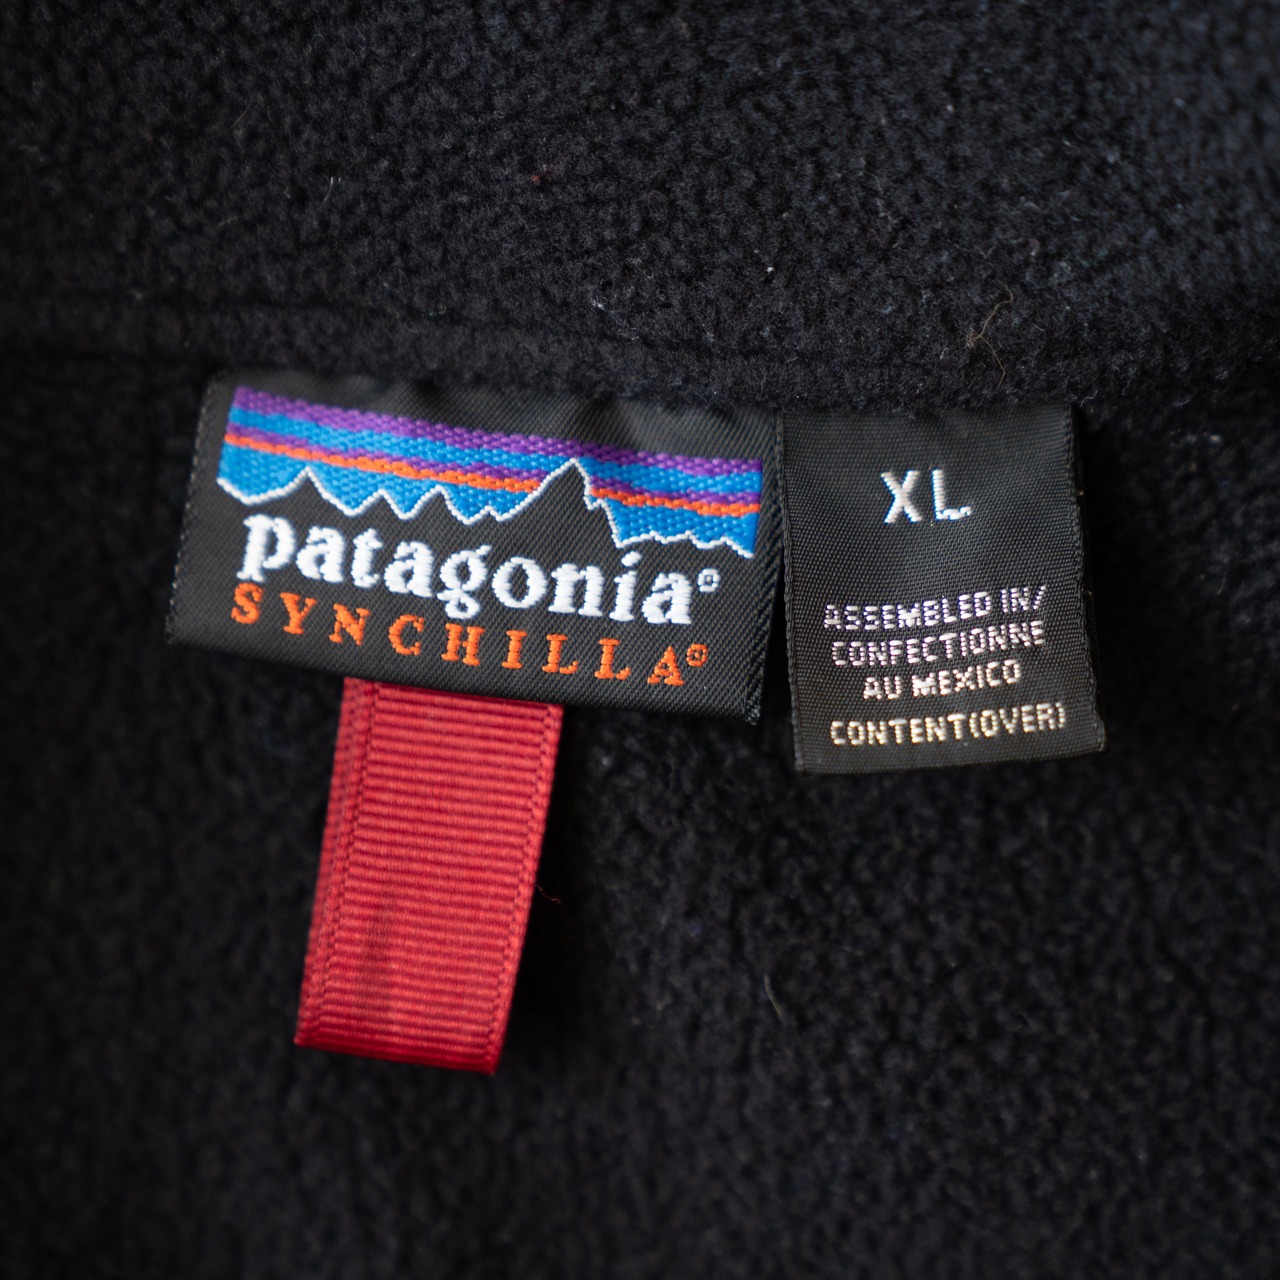 patagonia®
SYNCHILLA®
XL
ASSEMBLED IN/
CONFECTIONNE
AU MEXICO
CONTENT(OVER)